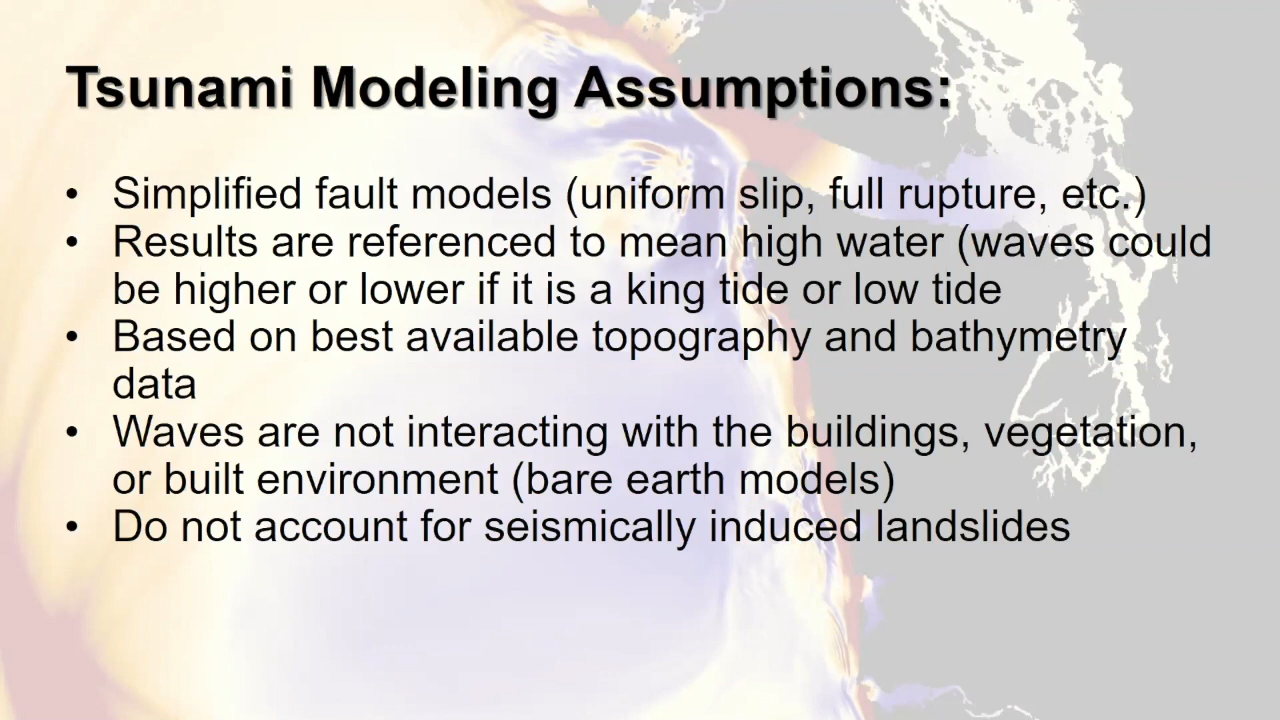 Tsunami Modeling Assumptions:
• Simplified fault models (uniform slip, full rupture, etc.)
• Results are referenced to mean high water (waves could
be higher or lower if it is a king tide or low tide
• Based on best available topography and bathymetry
data
• Waves are not interacting with the buildings, vegetation,
or built environment (bare earth models)
• Do not account for seismically induced landslides